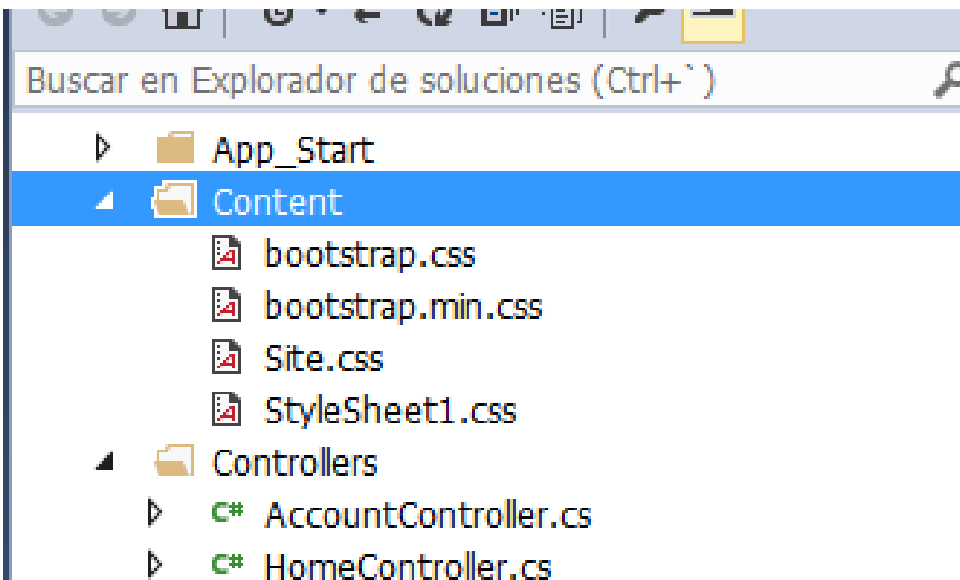 Buscar en Explorador de soluciones (Ctrl+`)
App_Start
Content
bootstrap.css
bootstrap.min.css
Site.css
StyleSheet1.css
Controllers
C# AccountController.cs
C# HomeController.cs